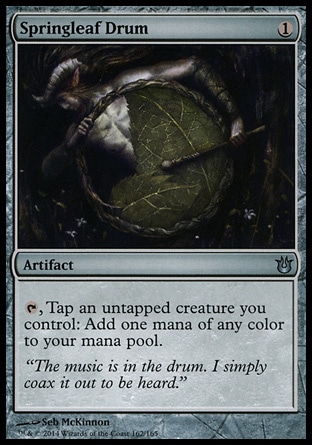 Springleaf Drum 1
Artifact
, Tap an untapped creature you
control: Add one mana of any color
to your mana pool.
“The music is in the drum. I simply
coax it out to be heard.”
Seb McKinnon
™ & © 2014 Wizards of the Coast 162/165